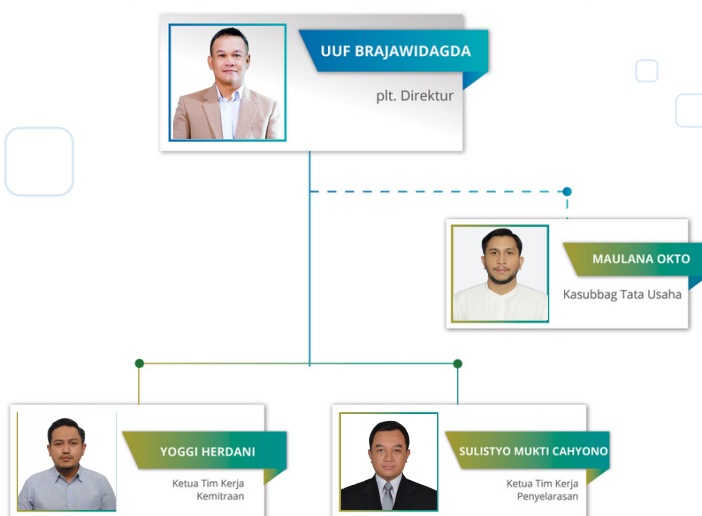 UUF BRAJAWIDAGDA
plt. Direktur
MAULANA OKTO
Kasubbag Tata Usaha
YOGGI HERDANI
Ketua Tim Kerja
Kemitraan
SULISTYO MUKTI CAHYONO
Ketua Tim Kerja
Penyelarasan